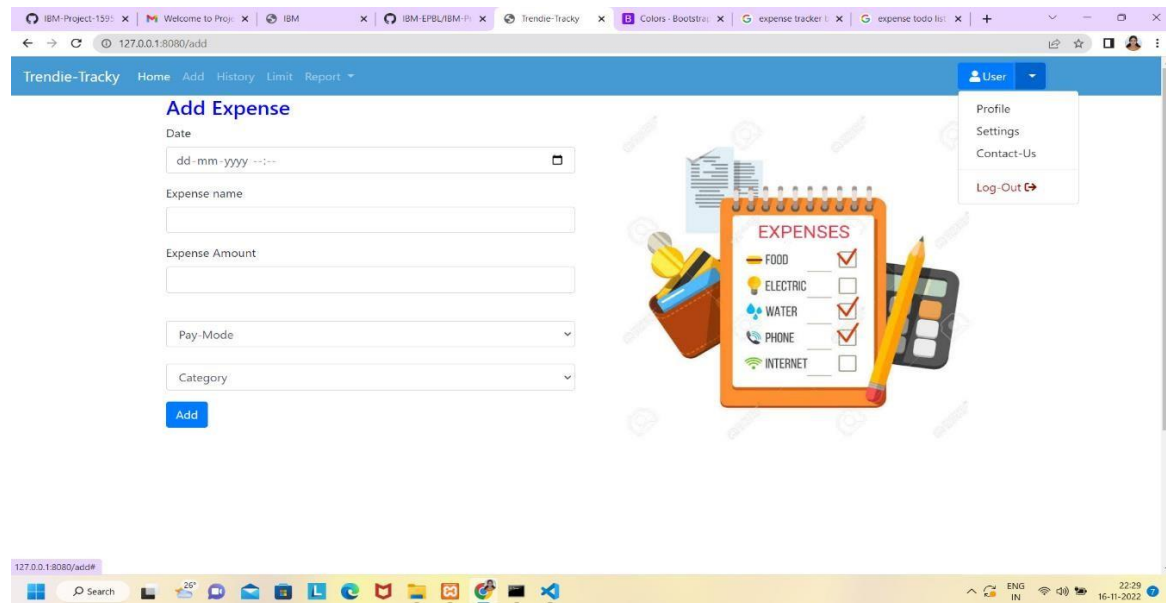 IBM-Project-1595
Welcome to Proj
IBM
IBM-EPBL/IBM-P
Trendie-Tracky
Colors - Bootstrap
expense tracker
expense todo list
127.0.0.1:8080/add
Trendie-Tracky Home Add History Limit Report
User
Profile
Settings
Contact-Us
Log-Out
Add Expense
Date
dd-mm-yyyy --:--
Expense name
Expense Amount
Pay-Mode
Category
Add
EXPENSES
FOOD
ELECTRIC
WATER
PHONE
INTERNET
127.0.0.1:8080/add#
Search
26°
ENG
IN
22:29
16-11-2022